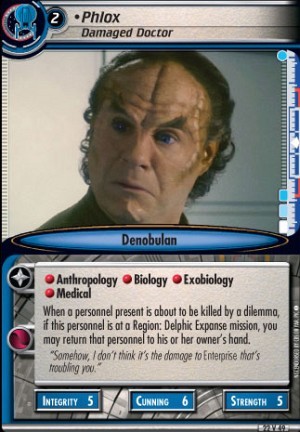 2
•Phlox
Damaged Doctor
Denobulan
Anthropology Biology Exobiology
Medical
When a personnel present is about to be killed by a dilemma,
if this personnel is at a Region: Delphic Expanse mission, you
may return that personnel to his or her owner's hand.
"Somehow, I don't think it's the damage to Enterprise that's
troubling you."
INTEGRITY 5 CUNNING 6 STRENGTH 5